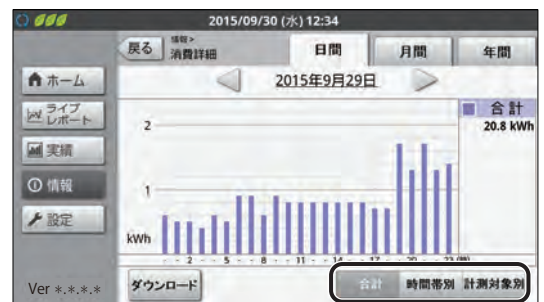 2015/09/30 (水) 12:34
戻る
情報>
消費詳細
日間
月間
年間
ホーム
ライブ
レポート
実績
情報
設定
Ver *.*.*.*
2015年9月29日
合計
20.8 kWh
2
1
kWh
- - 2 - - 5 - - 8 - - 11 - - 14 - - 17 - - 20 - - 23 (時)
ダウンロード
合計
時間帯別
計測対象別